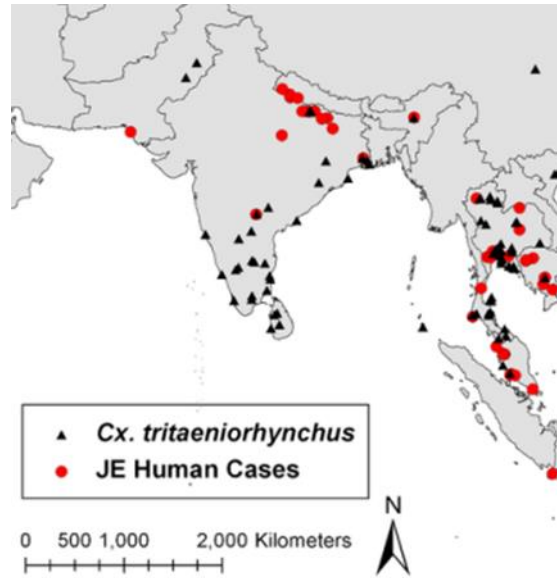 Cx. tritaeniorhynchus
JE Human Cases
0 500 1,000 2,000 Kilometers
N